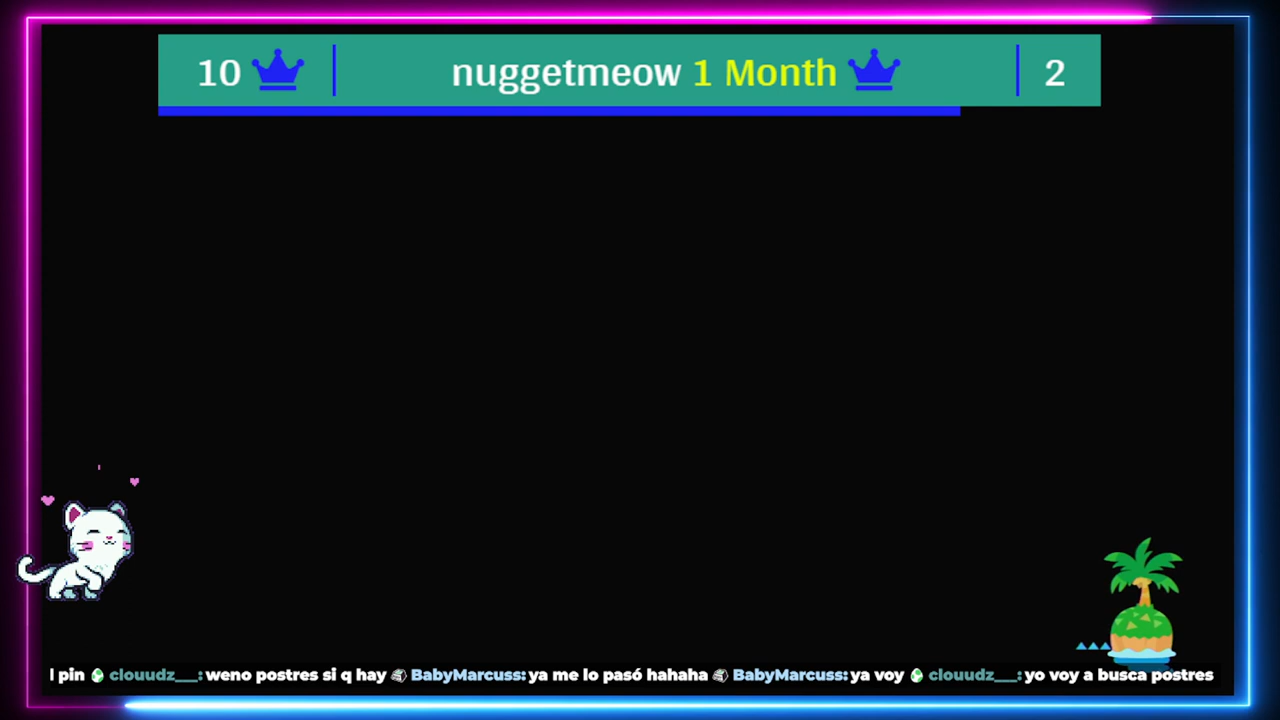 10 nuggetmeow 1 Month 2
l pin clouudz___: weno postres si q hay BabyMarcuss: ya me lo pasó hahaha BabyMarcuss: ya voy clouudz___: yo voy a busca postres